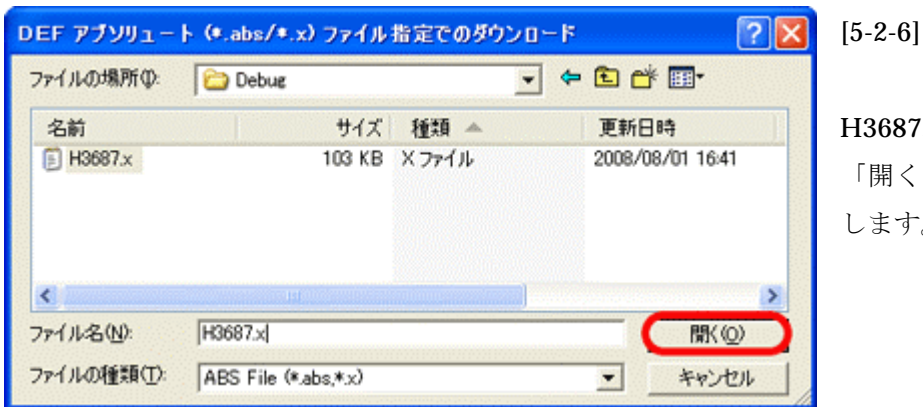 DEF アブソリュート (*.abs/*.x) ファイル指定でのダウンロード
[5-2-6]
ファイルの場所(I):
Debug
名前 サイズ 種類 更新日時
H3687
H3687.x 103 KB X ファイル 2008/08/01 16:41
「開く
します。
ファイル名(N): H3687.x 開く(O)
ファイルの種類(T): ABS File (*.abs,*.x) キャンセル